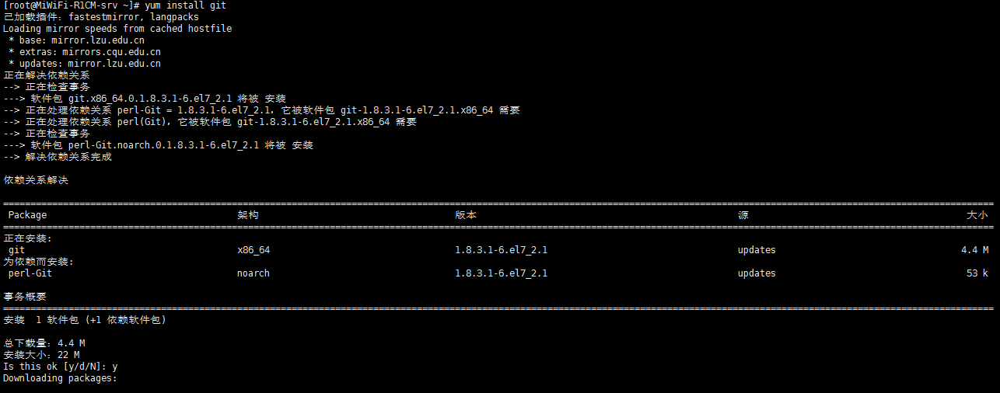 [root@MiWiFi-R1CM-srv ~]# yum install git
已加载插件：fastestmirror, langpacks
Loading mirror speeds from cached hostfile
 * base: mirror.lzu.edu.cn
 * extras: mirrors.cqu.edu.cn
 * updates: mirror.lzu.edu.cn
正在解决依赖关系
--> 正在检查事务
---> 软件包 git.x86_64.0.1.8.3.1-6.el7_2.1 将被 安装
--> 正在处理依赖关系 perl-Git = 1.8.3.1-6.el7_2.1，它被软件包 git-1.8.3.1-6.el7_2.1.x86_64 需要
--> 正在处理依赖关系 perl(Git)，它被软件包 git-1.8.3.1-6.el7_2.1.x86_64 需要
--> 正在检查事务
---> 软件包 perl-Git.noarch.0.1.8.3.1-6.el7_2.1 将被 安装
--> 解决依赖关系完成
依赖关系解决
Package 架构 版本 源 大小
正在安装:
git x86_64 1.8.3.1-6.el7_2.1 updates 4.4 M
为依赖而安装:
perl-Git noarch 1.8.3.1-6.el7_2.1 updates 53 k
事务概要
安装  1 软件包 (+1 依赖软件包)
总下载量：4.4 M
安装大小：22 M
Is this ok [y/d/N]: y
Downloading packages: